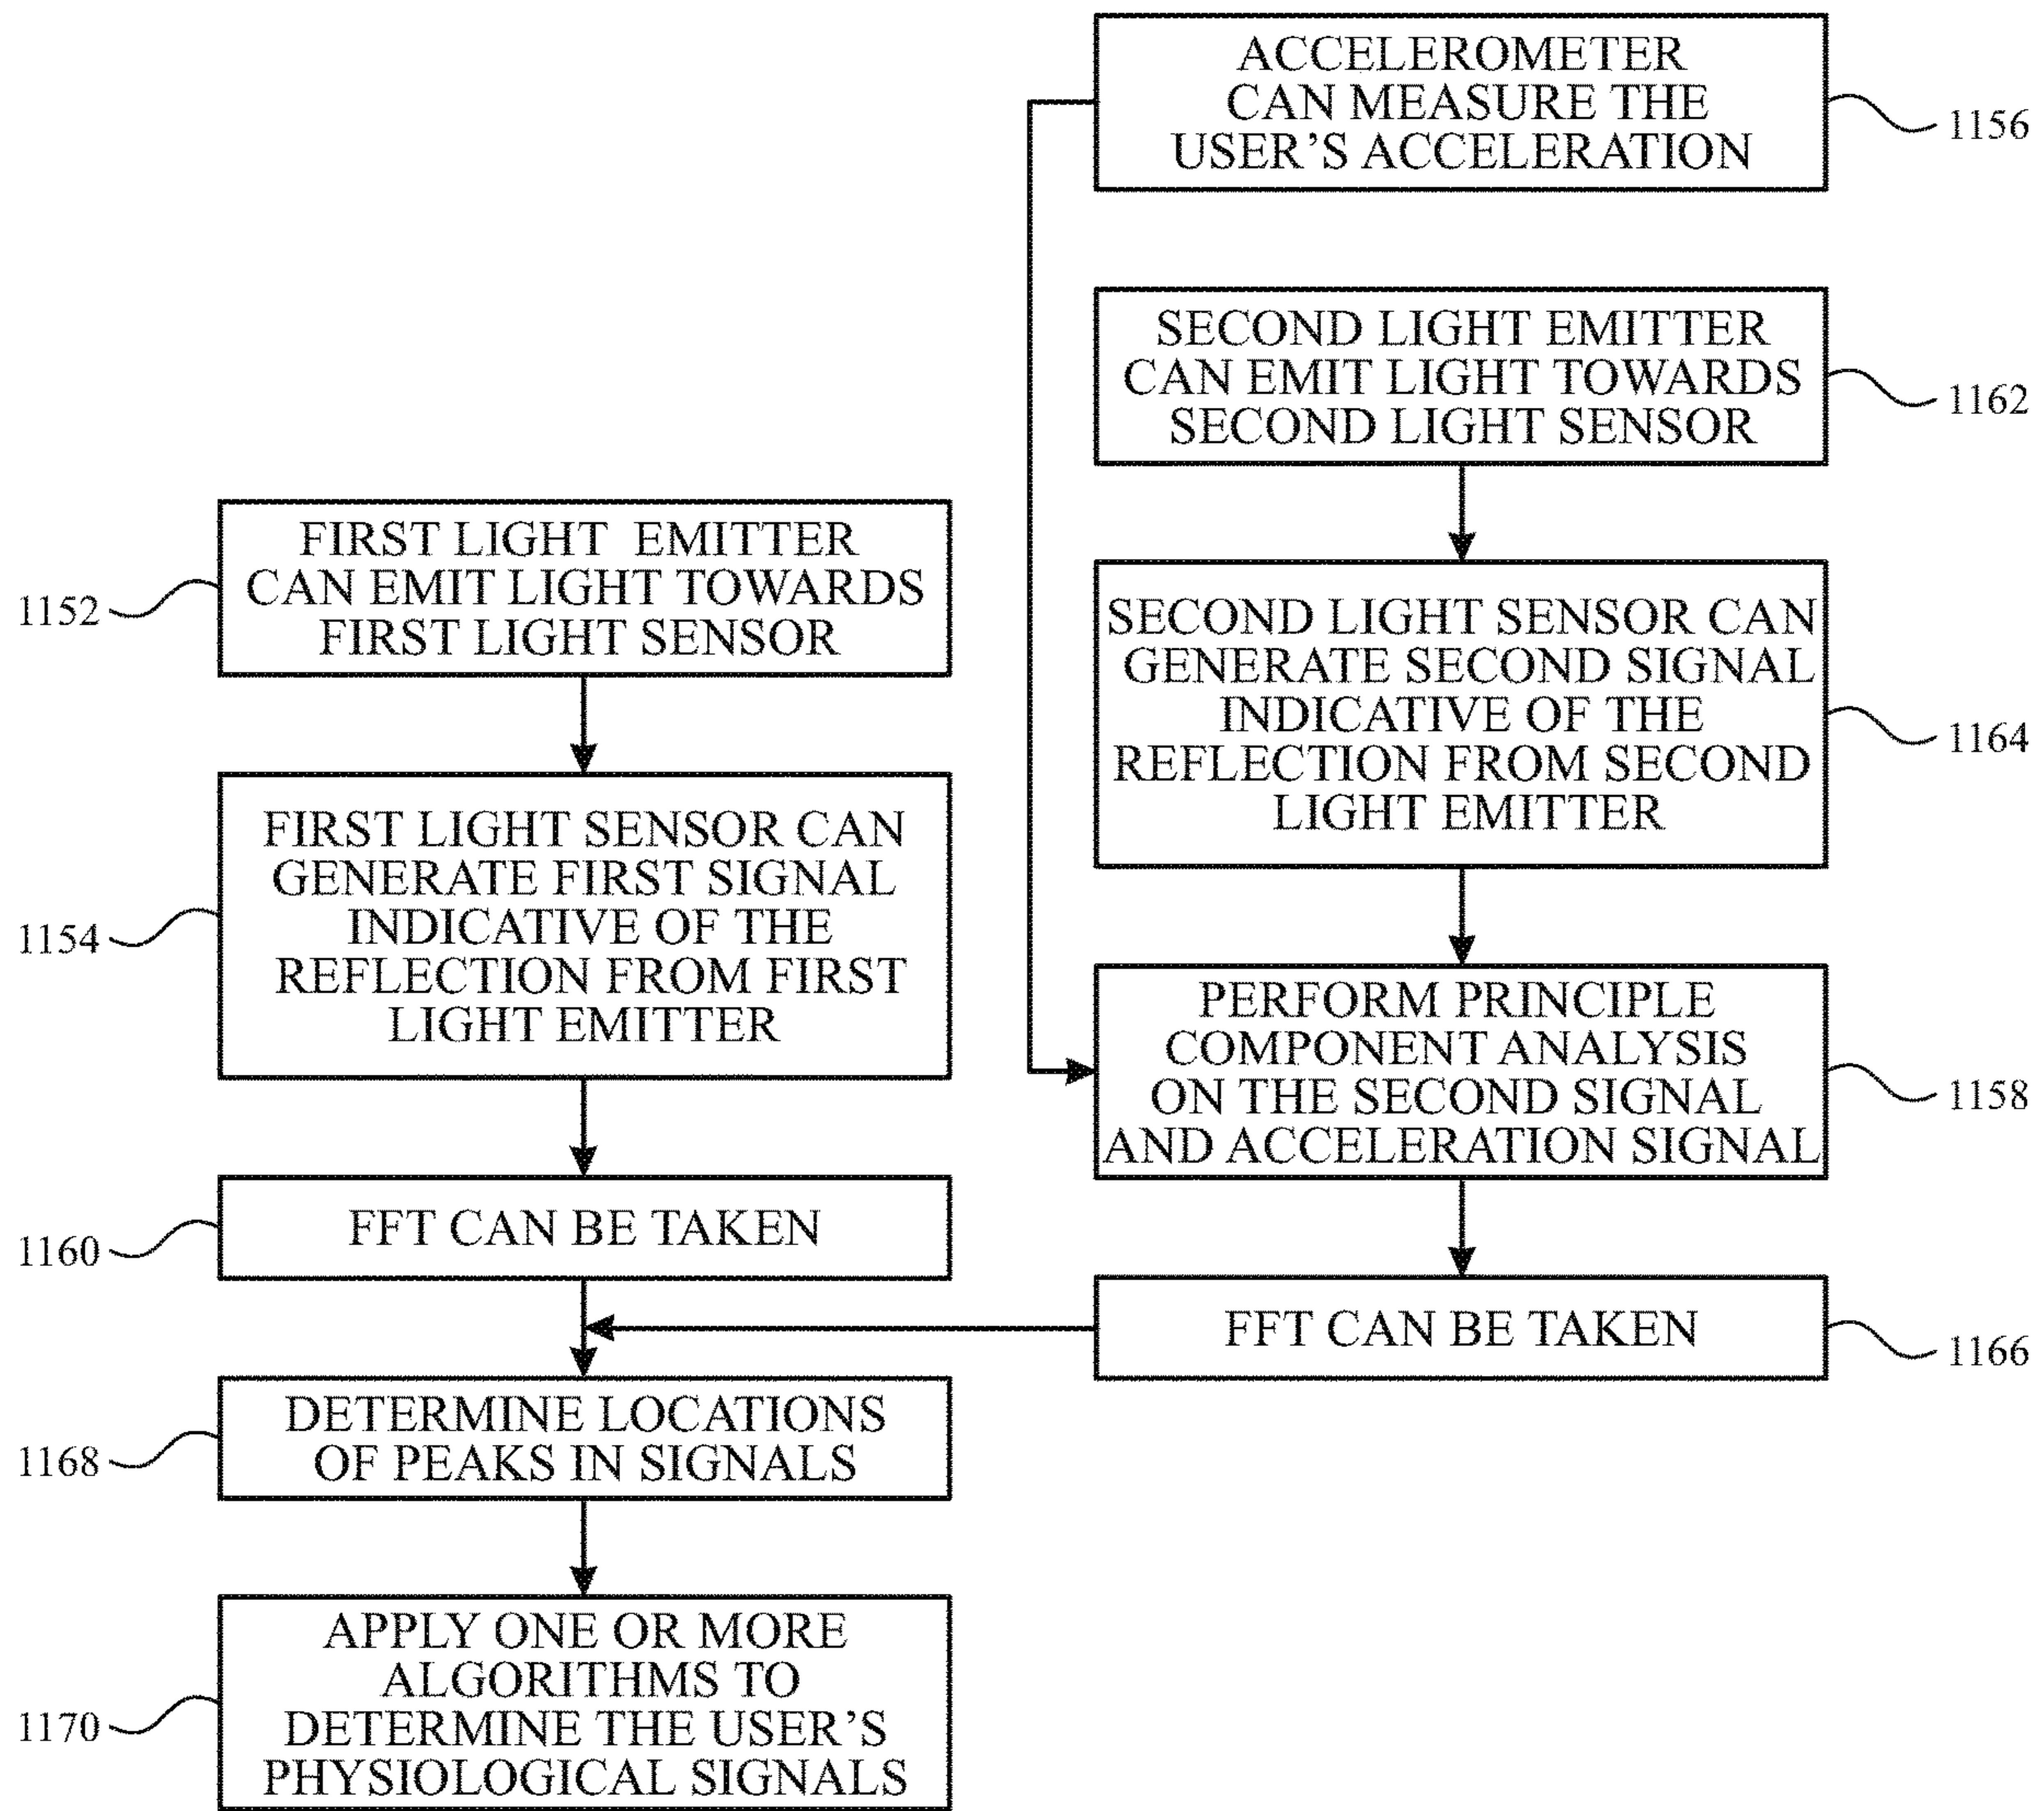 ACCELEROMETER
CAN MEASURE THE
USER'S ACCELERATION
1156
SECOND LIGHT EMITTER
CAN EMIT LIGHT TOWARDS
SECOND LIGHT SENSOR
1162
FIRST LIGHT EMITTER
CAN EMIT LIGHT TOWARDS
FIRST LIGHT SENSOR
1152
SECOND LIGHT SENSOR CAN
GENERATE SECOND SIGNAL
INDICATIVE OF THE
REFLECTION FROM SECOND
LIGHT EMITTER
1164
FIRST LIGHT SENSOR CAN
GENERATE FIRST SIGNAL
INDICATIVE OF THE
REFLECTION FROM FIRST
LIGHT EMITTER
1154
PERFORM PRINCIPLE
COMPONENT ANALYSIS
ON THE SECOND SIGNAL
AND ACCELERATION SIGNAL
1158
FFT CAN BE TAKEN
1160
FFT CAN BE TAKEN
1166
DETERMINE LOCATIONS
OF PEAKS IN SIGNALS
1168
APPLY ONE OR MORE
ALGORITHMS TO
DETERMINE THE USER'S
PHYSIOLOGICAL SIGNALS
1170